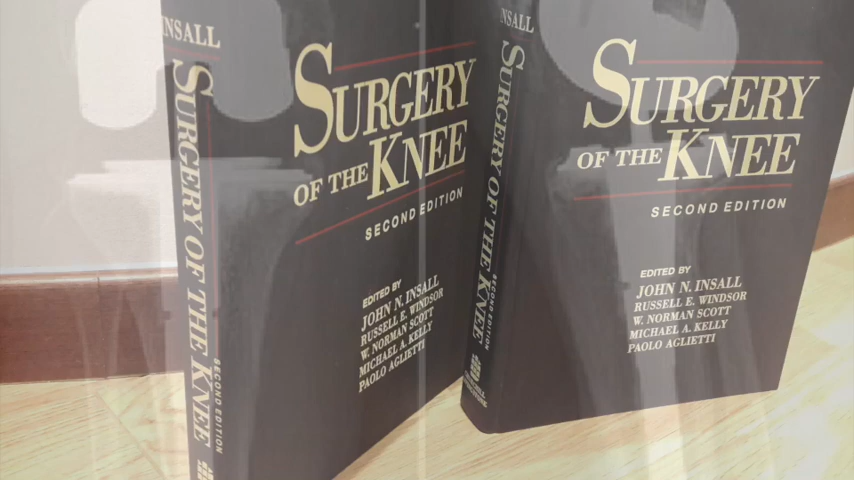 INSALL
SURGERY OF THE KNEE
SECOND EDITION
SURGERY
OF THE KNEE
SECOND EDITION
EDITED BY
JOHN N. INSALL
RUSSELL E. WINDSOR
W. NORMAN SCOTT
MICHAEL A. KELLY
PAOLO AGLIETTI
INSALL
SURGERY OF THE KNEE
SECOND EDITION
SURGERY
OF THE KNEE
SECOND EDITION
EDITED BY
JOHN N. INSALL
RUSSELL E. WINDSOR
W. NORMAN SCOTT
MICHAEL A. KELLY
PAOLO AGLIETTI